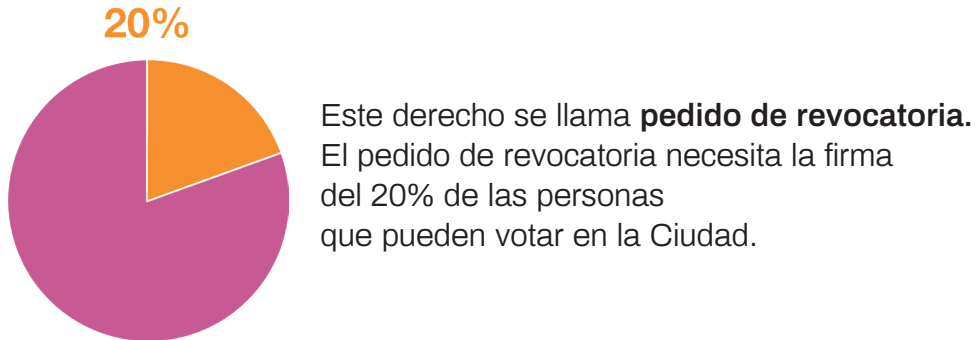 20%
Este derecho se llama pedido de revocatoria.
El pedido de revocatoria necesita la firma
del 20% de las personas
que pueden votar en la Ciudad.